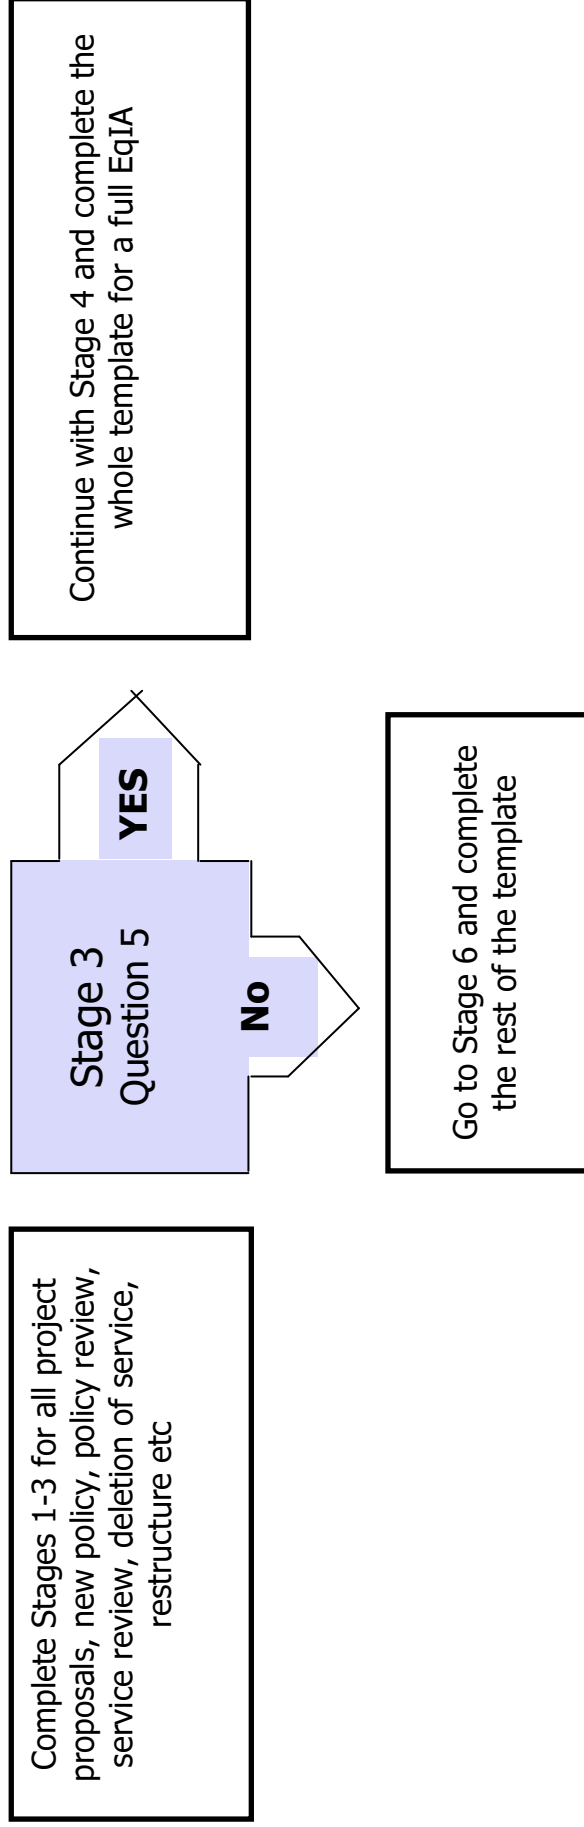 Complete Stages 1-3 for all project
proposals, new policy, policy review,
service review, deletion of service,
restructure etc
Stage 3
Question 5
YES
No
Continue with Stage 4 and complete the
whole template for a full EqIA
Go to Stage 6 and complete
the rest of the template